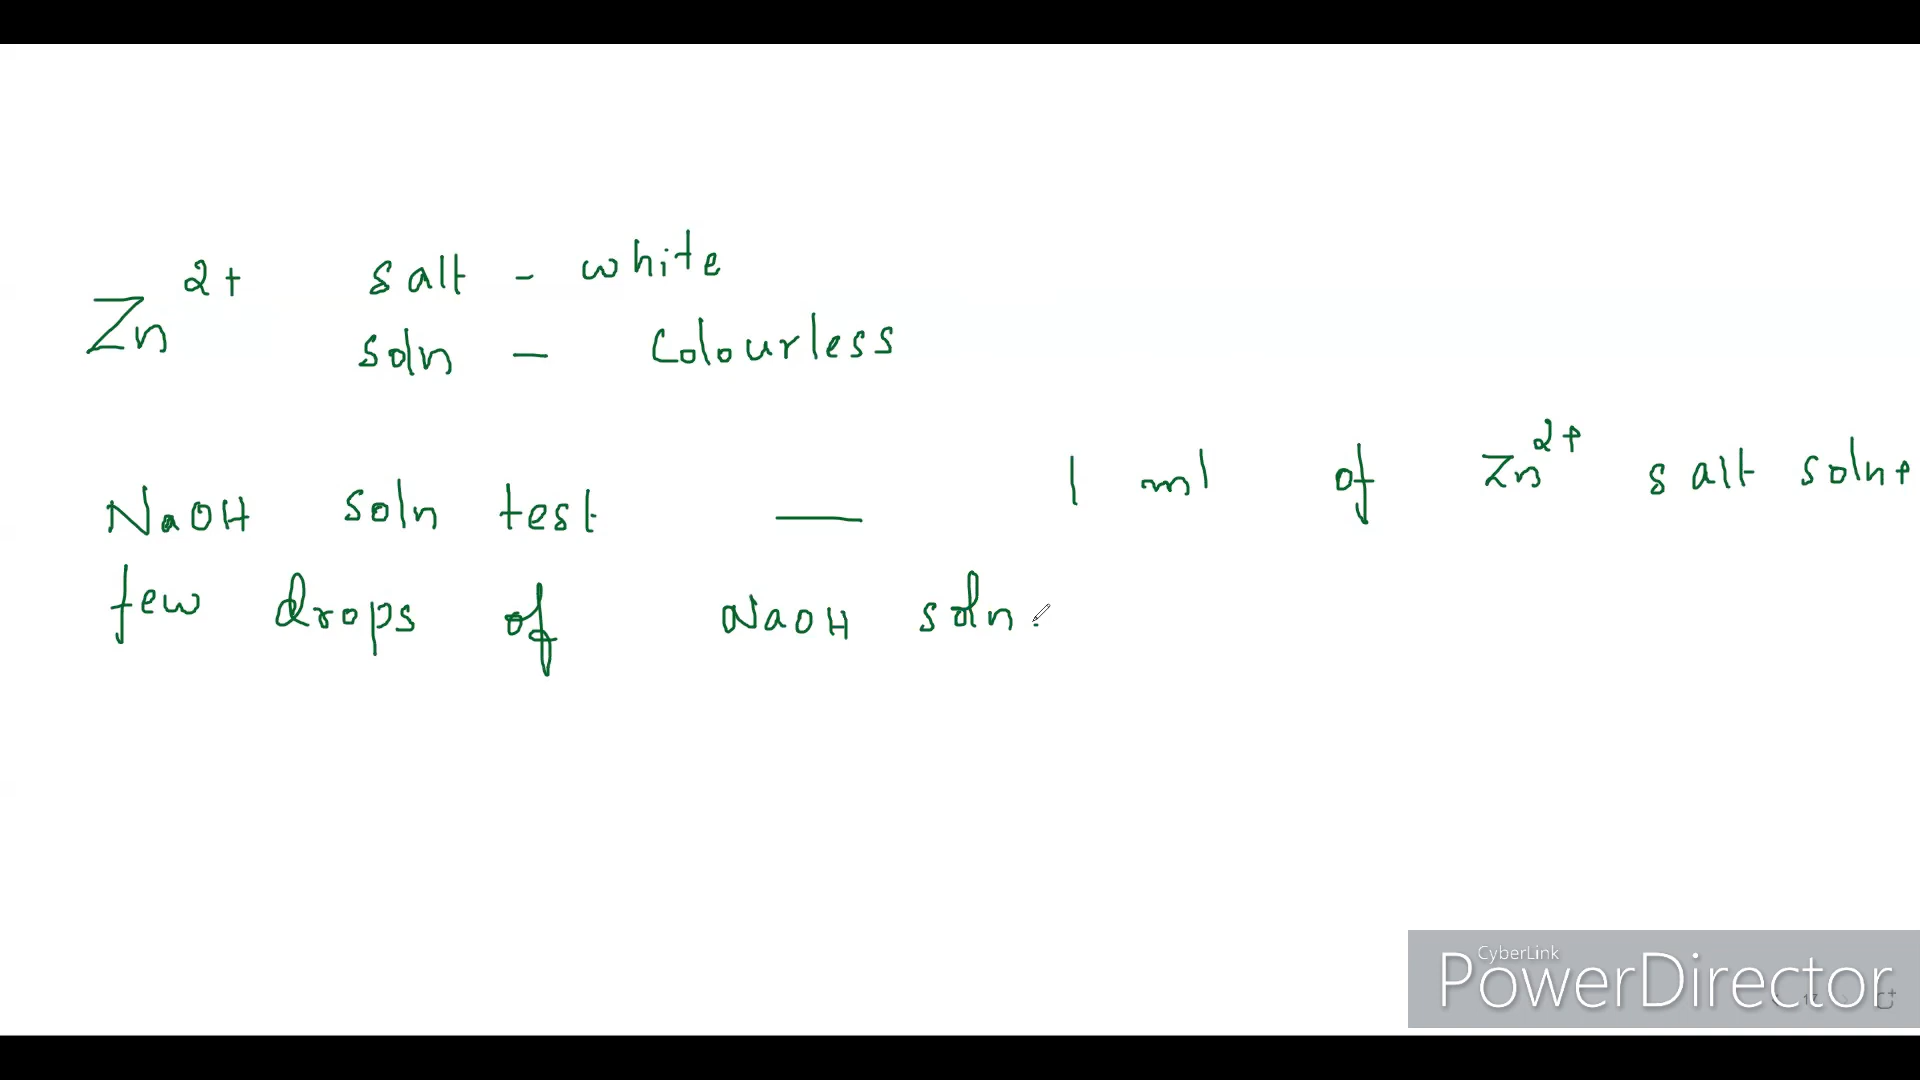 Zn²⁺ salt - white
soln - Colourless
NaOH soln test — 1 ml of Zn²⁺ salt soln+
few drops of NaOH soln.
CyberLink
PowerDirector